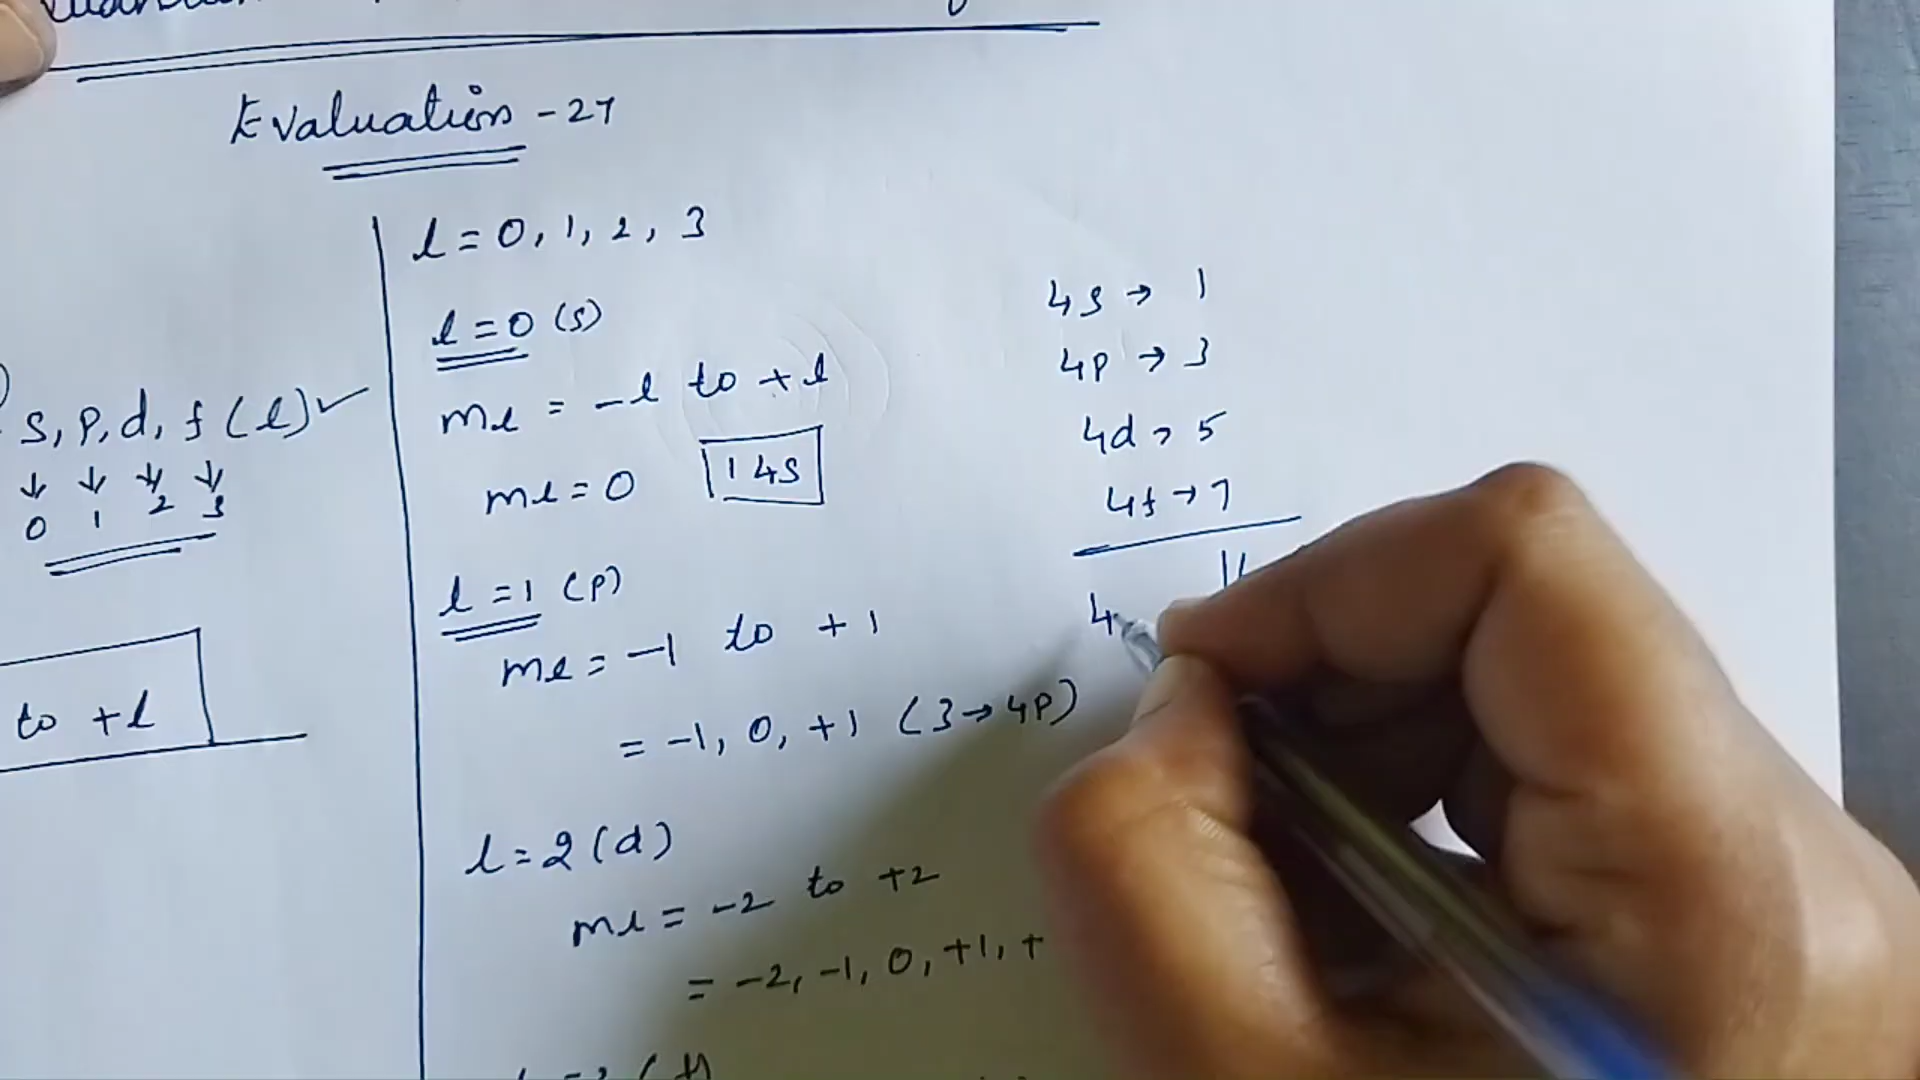 Evaluation - 27
s, p, d, f (l) ✓
↓ ↓ ↓ ↓
0 1 2 3
to +l
l = 0, 1, 2, 3
l = 0 (s)
ml = -l to +l
ml = 0 1 4s
l = 1 (p)
ml = -1 to +1
= -1, 0, +1 (3 → 4p)
l = 2 (d)
ml = -2 to +2
= -2, -1, 0, +1, +
4s → 1
4p → 3
4d → 5
4f → 7
4